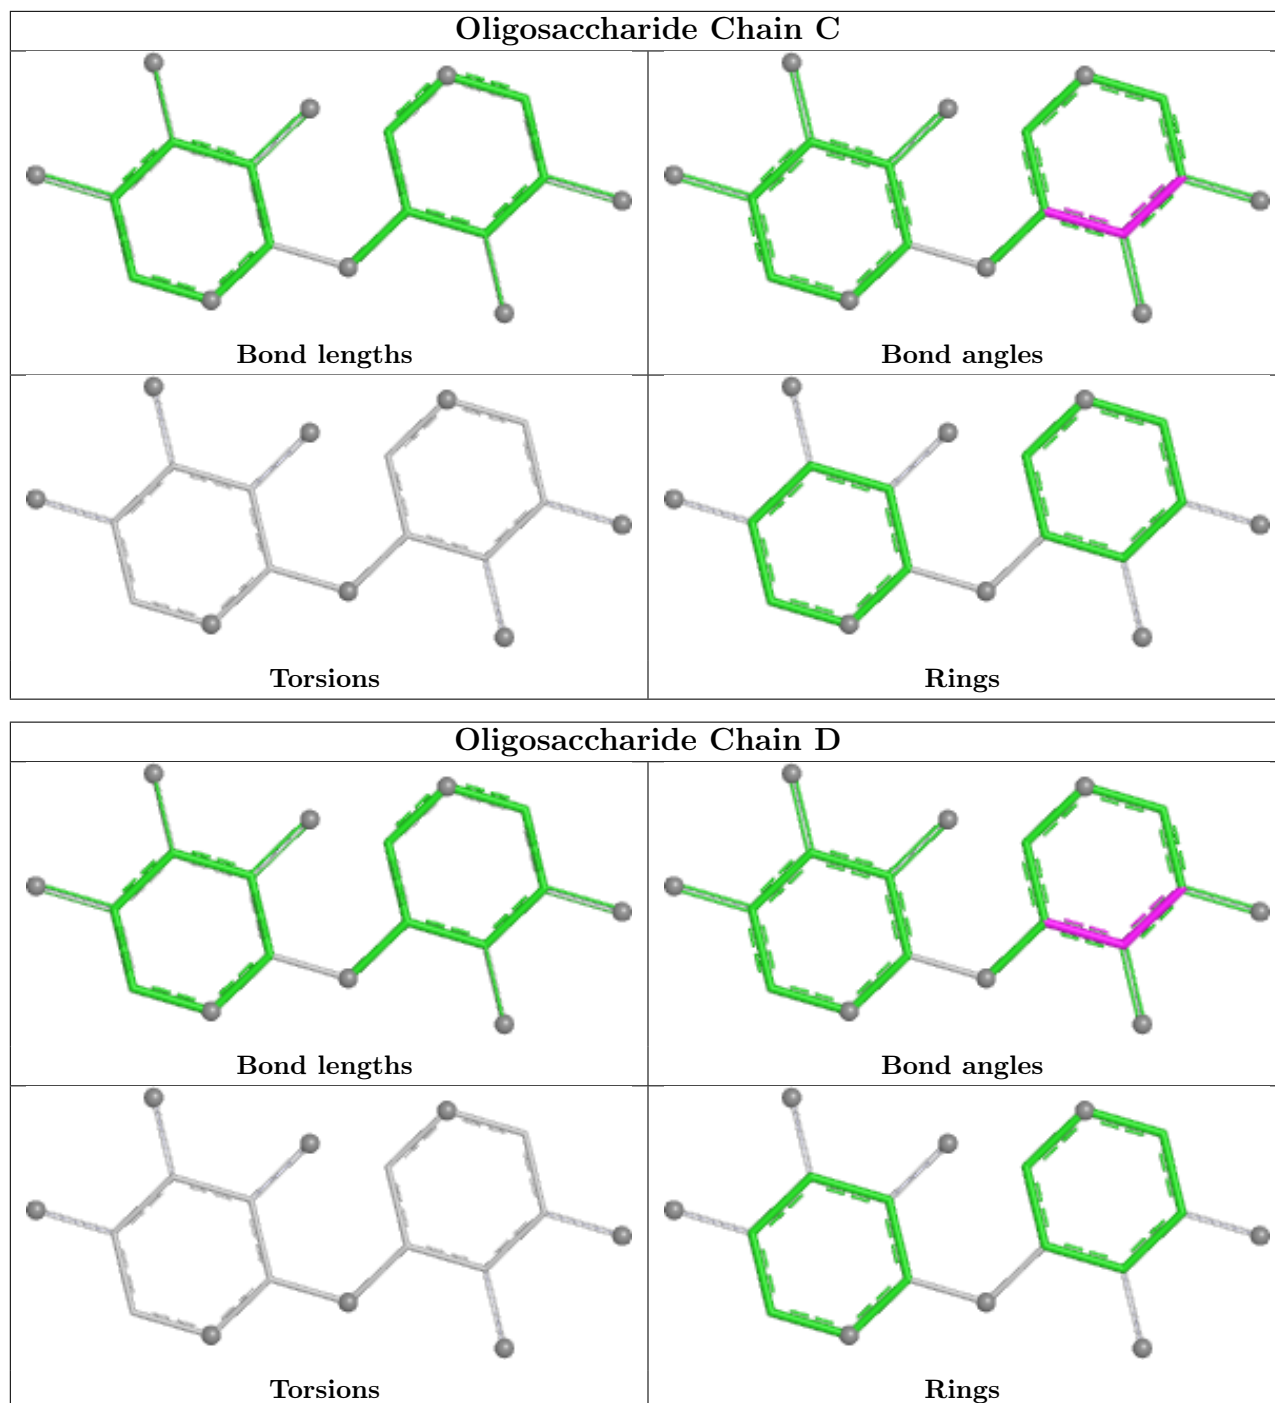 Oligosaccharide Chain C
Bond lengths
Bond angles
Torsions
Rings
Oligosaccharide Chain D
Bond lengths
Bond angles
Torsions
Rings